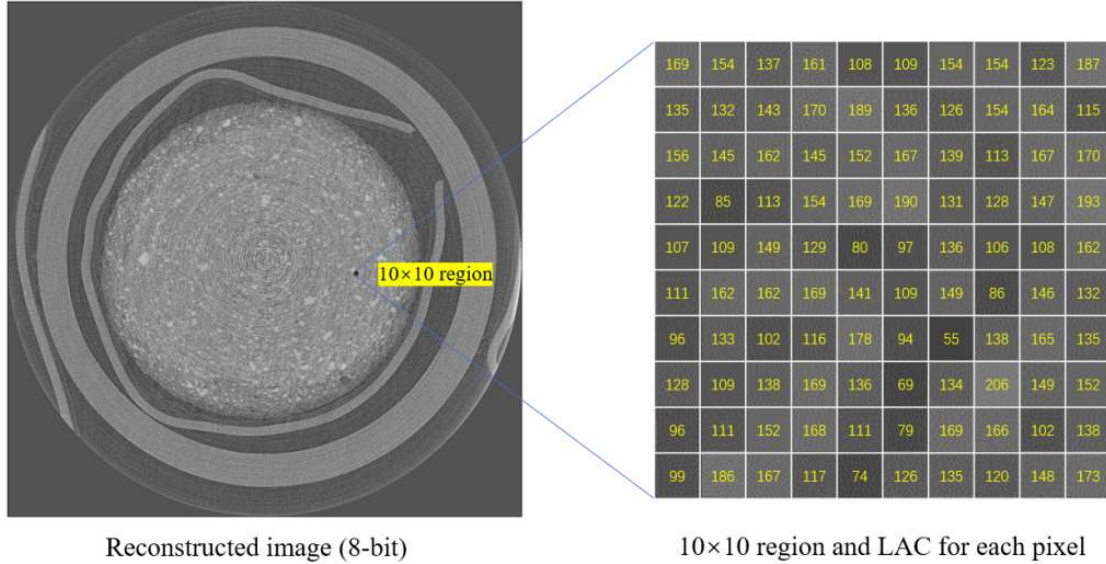 169 154 137 161 108 109 154 154 123 187
135 132 143 170 189 136 126 154 164 115
156 145 162 145 152 167 139 113 167 170
122 85 113 154 169 190 131 128 147 193
107 109 149 129 80 97 136 106 108 162
10×10 region
111 162 162 169 141 109 149 86 146 132
96 133 102 116 178 94 55 138 165 135
128 109 138 169 136 69 134 206 149 152
96 111 152 168 111 79 169 166 102 138
99 186 167 117 74 126 135 120 148 173
Reconstructed image (8-bit)
10×10 region and LAC for each pixel